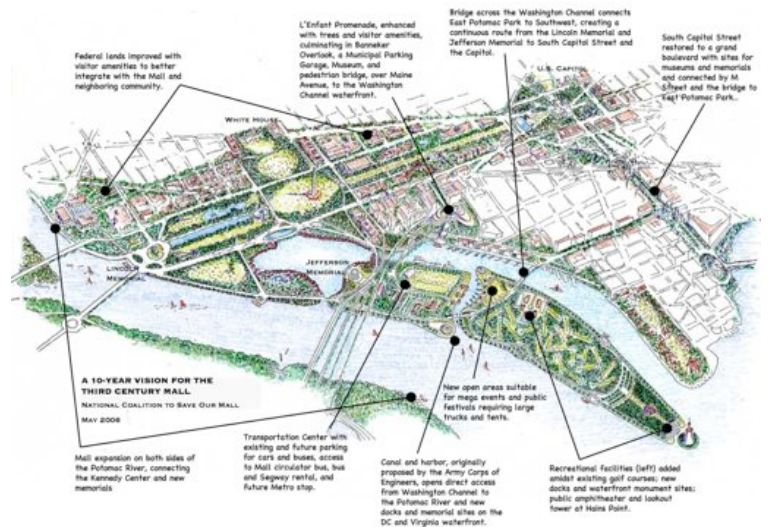 L'Enfant Promenade, enhanced
with trees and visitor amenities,
culminating in Banneker
Overlook, a Municipal Parking
Garage, Museum, and
pedestrian bridge, over Maine
Avenue, to the Washington
Channel waterfront.
Bridge across the Washington Channel connects
East Potomac Park to Southwest, creating a
continuous route from the Lincoln Memorial and
Jefferson Memorial to South Capitol Street and
the Capitol.
Federal lands improved with
visitor amenities to better
integrate with the Mall and
neighboring community.
South Capitol Street
restored to a grand
boulevard with sites for
museums and memorials
and connected by M
Street and the bridge to
East Potomac Park..
U.S. CAPITOL
WHITE HOUSE
LINCOLN
MEMORIAL
JEFFERSON
MEMORIAL
A 10-YEAR VISION FOR THE
THIRD CENTURY MALL
NATIONAL COALITION TO SAVE OUR MALL
MAY 2006
Mall expansion on both sides of
the Potomac River, connecting
the Kennedy Center and new
memorials
Transportation Center with
existing and future parking
for cars and buses, access
to Mall circulator bus, bus
and Segway rental, and
future Metro stop.
Canal and harbor, originally
proposed by the Army Corps of
Engineers, opens direct access
from Washington Channel to
the Potomac River and new
docks and memorial sites on the
DC and Virginia waterfront.
New open areas suitable
for mega events and public
festivals requiring large
trucks and tents.
Recreational facilities (left) added
amidst existing golf courses; new
docks and waterfront monument sites;
public amphitheater and lookout
tower at Hains Point.